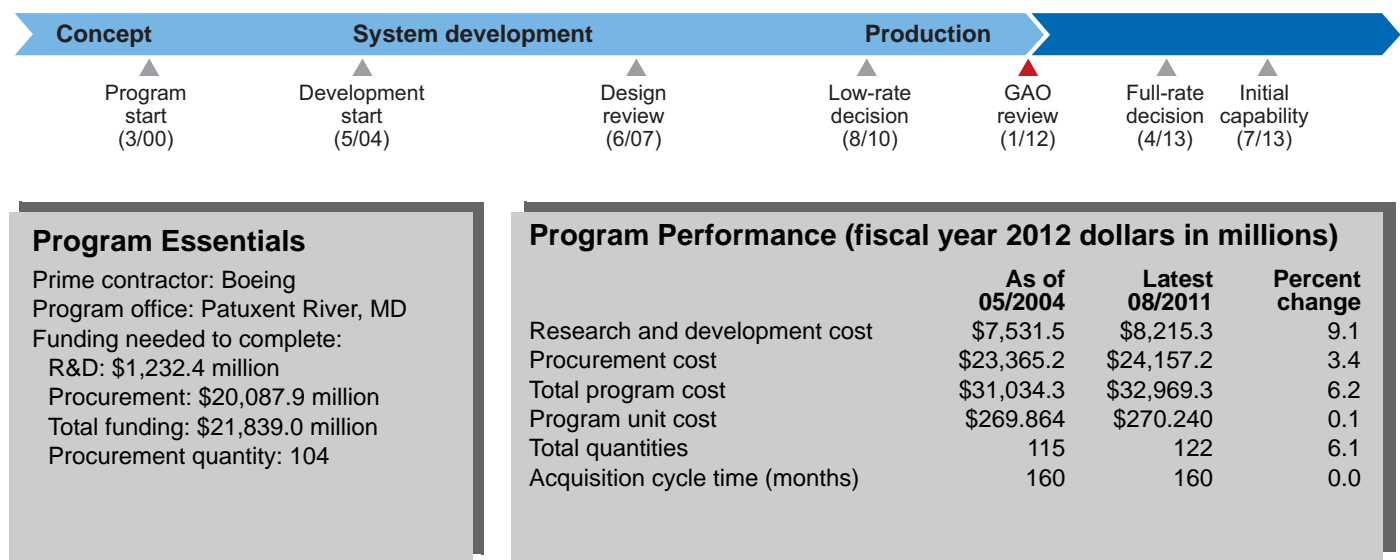 Concept System development Production
Program start (3/00)
Development start (5/04)
Design review (6/07)
Low-rate decision (8/10)
GAO review (1/12)
Full-rate decision (4/13)
Initial capability (7/13)
Program Essentials
Prime contractor: Boeing
Program office: Patuxent River, MD
Funding needed to complete:
R&D: $1,232.4 million
Procurement: $20,087.9 million
Total funding: $21,839.0 million
Procurement quantity: 104
Program Performance (fiscal year 2012 dollars in millions)
As of 05/2004 Latest 08/2011 Percent change
Research and development cost $7,531.5 $8,215.3 9.1
Procurement cost $23,365.2 $24,157.2 3.4
Total program cost $31,034.3 $32,969.3 6.2
Program unit cost $269.864 $270.240 0.1
Total quantities 115 122 6.1
Acquisition cycle time (months) 160 160 0.0